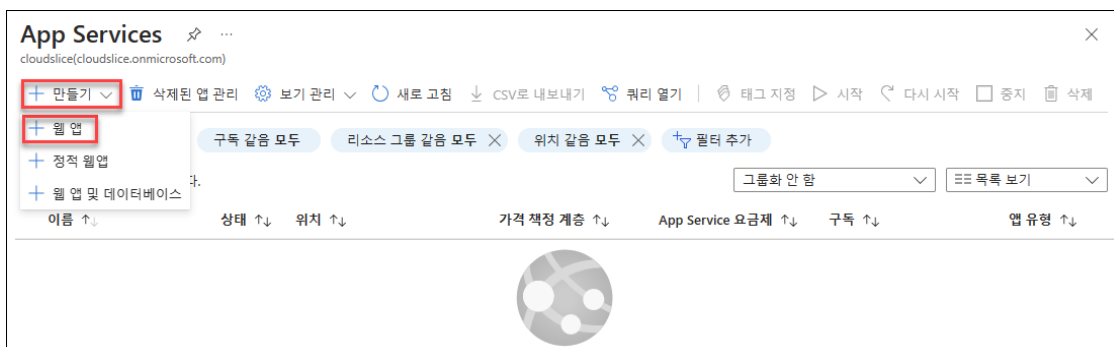 App Services
cloudslice(cloudslice.onmicrosoft.com)
만들기 삭제된 앱 관리 보기 관리 새로 고침 CSV로 내보내기 쿼리 열기 태그 지정 시작 다시 시작 중지 삭제
웹 앱 구독 같음 모두 리소스 그룹 같음 모두 위치 같음 모두 필터 추가
정적 웹앱
다. 그룹화 안 함 목록 보기
웹 앱 및 데이터베이스
이름 상태 위치 가격 책정 계층 App Service 요금제 구독 앱 유형